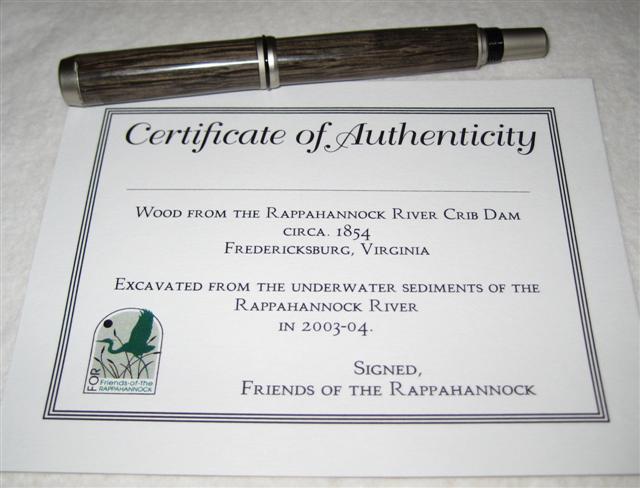 Certificate of Authenticity
Wood from the Rappahannock River Crib Dam
circa. 1854
Fredericksburg, Virginia
Excavated from the underwater sediments of the
Rappahannock River
in 2003-04.
Signed,
Friends of the Rappahannock
FOR
Friends-of-the
RAPPAHANNOCK